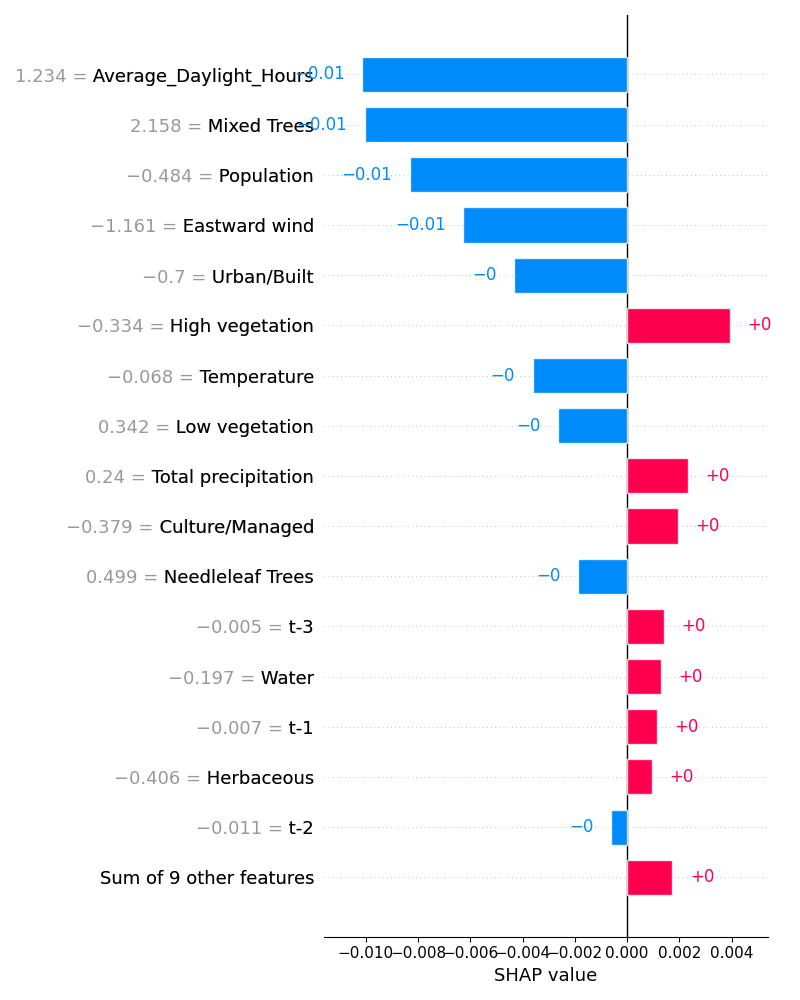 1.234 = Average_Daylight_Hours −0.01
2.158 = Mixed Trees −0.01
−0.484 = Population −0.01
−1.161 = Eastward wind −0.01
−0.7 = Urban/Built −0
−0.334 = High vegetation +0
−0.068 = Temperature −0
0.342 = Low vegetation −0
0.24 = Total precipitation +0
−0.379 = Culture/Managed +0
0.499 = Needleleaf Trees −0
−0.005 = t-3 +0
−0.197 = Water +0
−0.007 = t-1 +0
−0.406 = Herbaceous +0
−0.011 = t-2 −0
Sum of 9 other features +0
−0.010 −0.008 −0.006 −0.004 −0.002 0.000 0.002 0.004
SHAP value